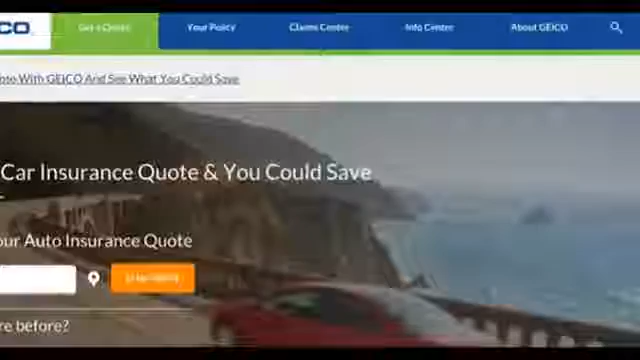 CO Get a Quote Your Policy Claims Center Info Center About GEICO
ote With GEICO And See What You Could Save
Car Insurance Quote & You Could Save
our Auto Insurance Quote
re before?